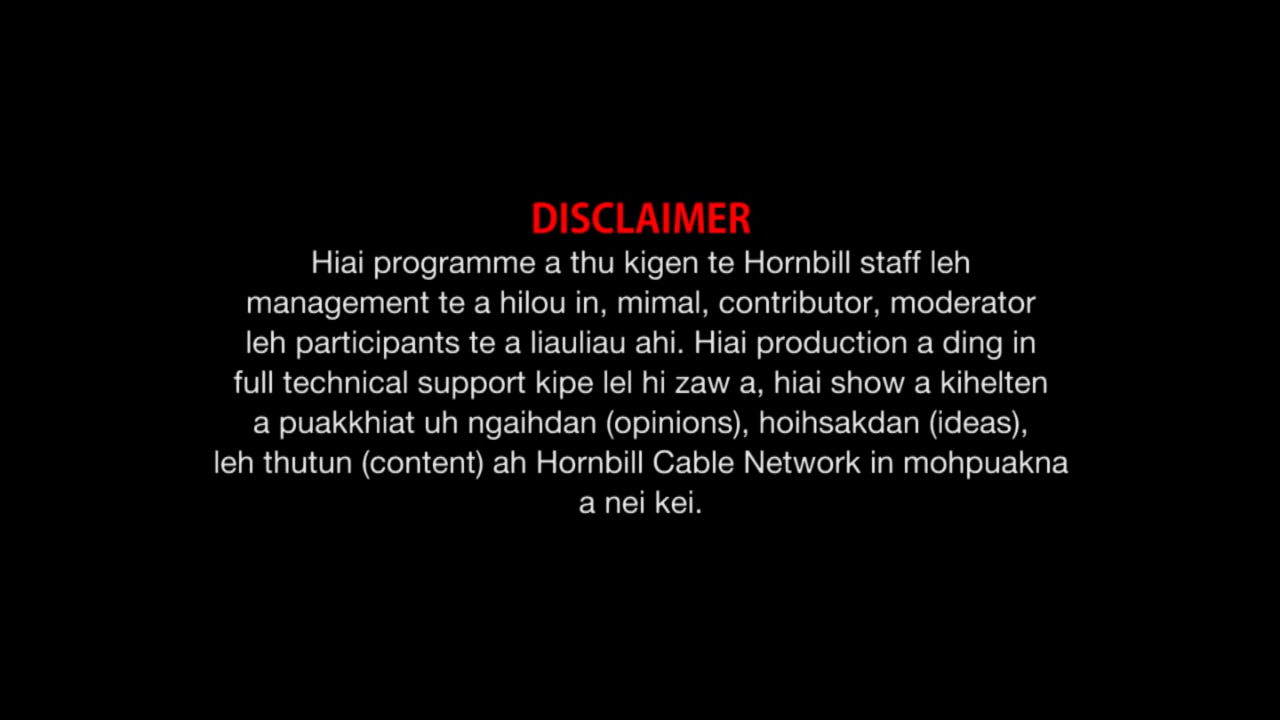 DISCLAIMER
Hiai programme a thu kigen te Hornbill staff leh
management te a hilou in, mimal, contributor, moderator
leh participants te a liauliau ahi. Hiai production a ding in
full technical support kipe lel hi zaw a, hiai show a kihelten
a puakkhiat uh ngaihdan (opinions), hoihsakdan (ideas),
leh thutun (content) ah Hornbill Cable Network in mohpuakna
a nei kei.